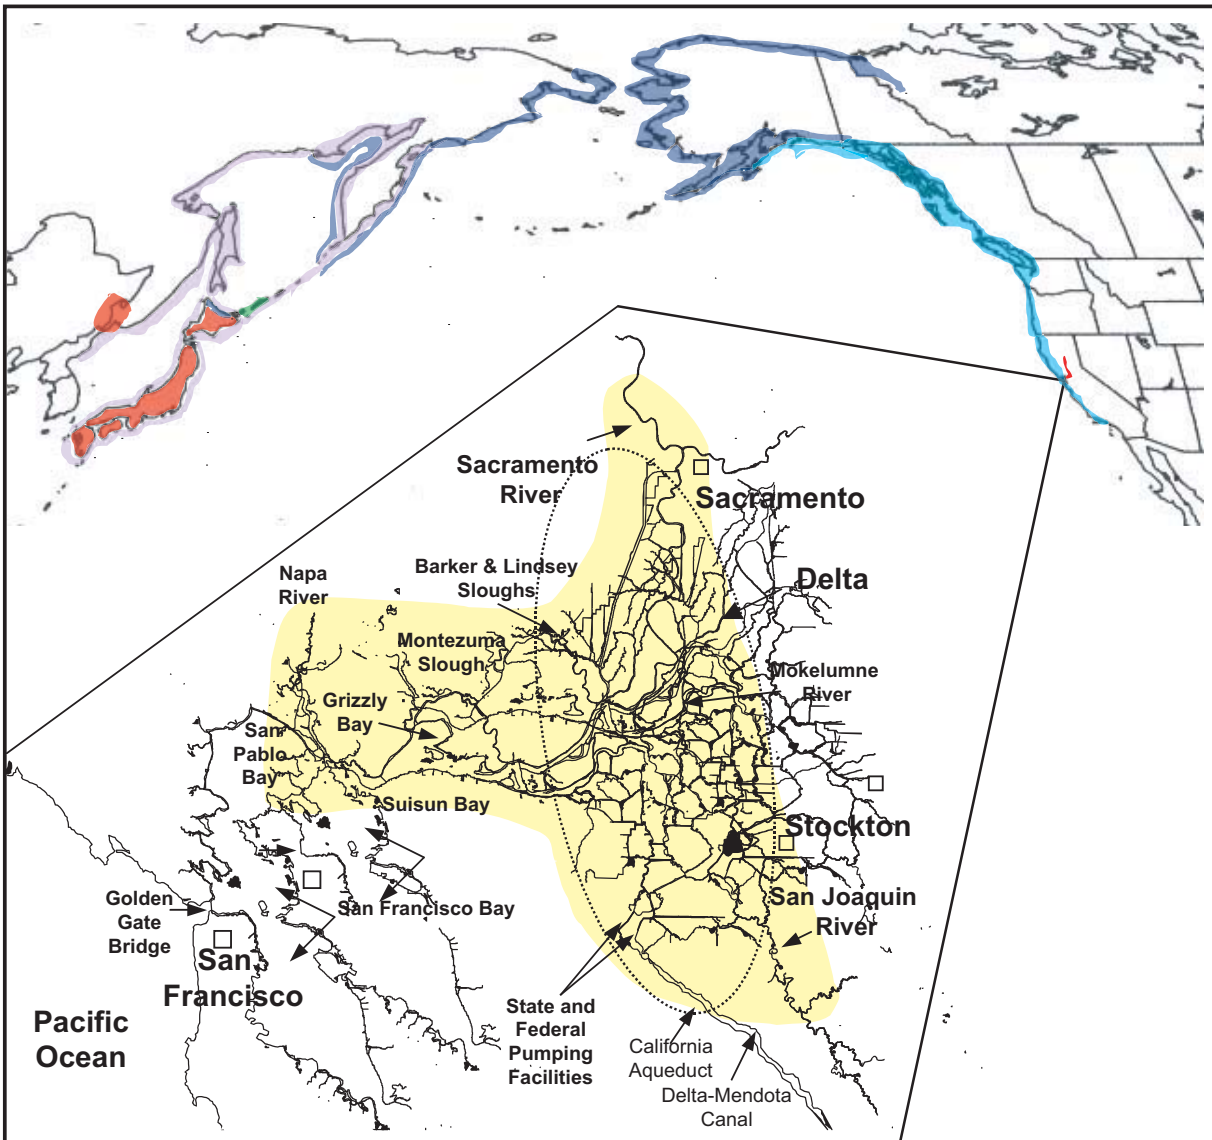 Sacramento
River
Sacramento
Barker & Lindsey
Sloughs
Delta
Napa
River
Montezuma
Slough
Mokelumne
River
Grizzly
Bay
San
Pablo
Bay
Suisun Bay
Stockton
Golden
Gate
Bridge
San Francisco Bay
San Joaquin
River
San
Francisco
State and
Federal
Pumping
Facilities
Pacific
Ocean
California
Aqueduct
Delta-Mendota
Canal